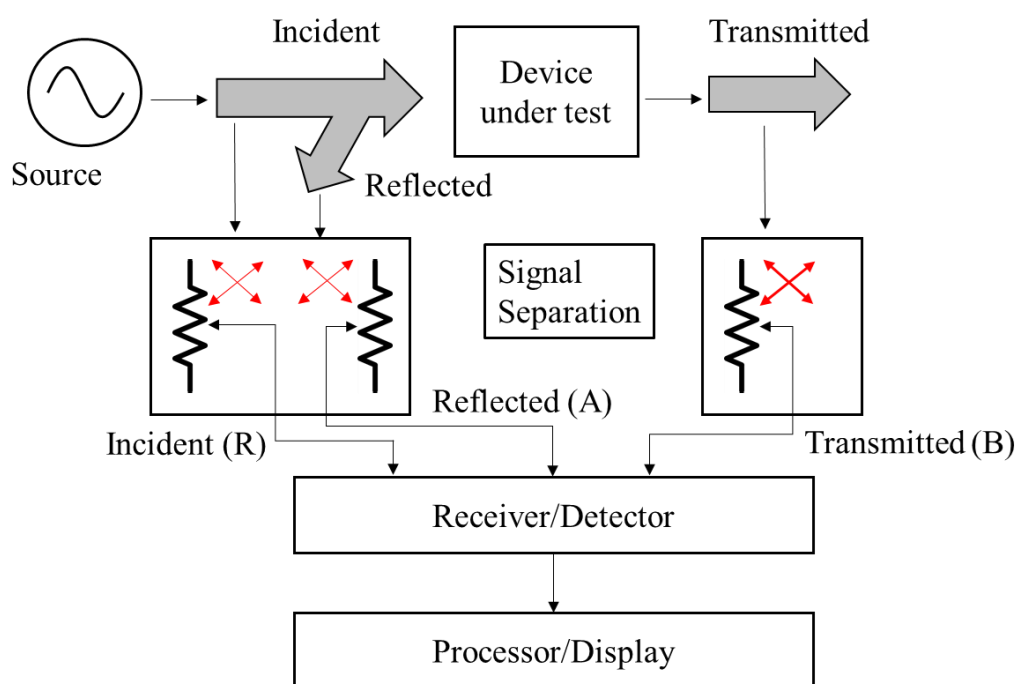 Incident
Transmitted
Device
under test
Source
Reflected
Signal
Separation
Reflected (A)
Incident (R)
Transmitted (B)
Receiver/Detector
Processor/Display